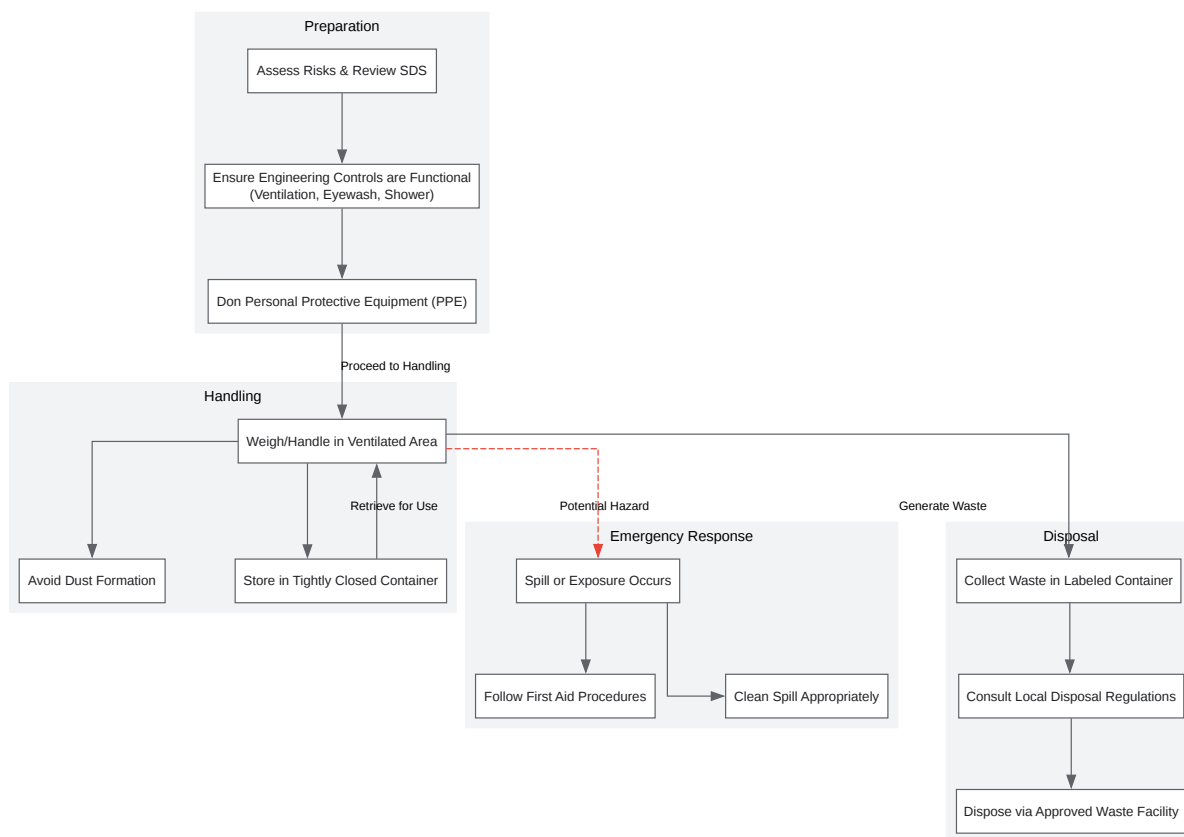 Preparation
Assess Risks & Review SDS
Ensure Engineering Controls are Functional
(Ventilation, Eyewash, Shower)
Don Personal Protective Equipment (PPE)
Proceed to Handling
Handling
Weigh/Handle in Ventilated Area
Retrieve for Use
Avoid Dust Formation
Store in Tightly Closed Container
Potential Hazard
Emergency Response
Spill or Exposure Occurs
Follow First Aid Procedures
Clean Spill Appropriately
Generate Waste
Disposal
Collect Waste in Labeled Container
Consult Local Disposal Regulations
Dispose via Approved Waste Facility